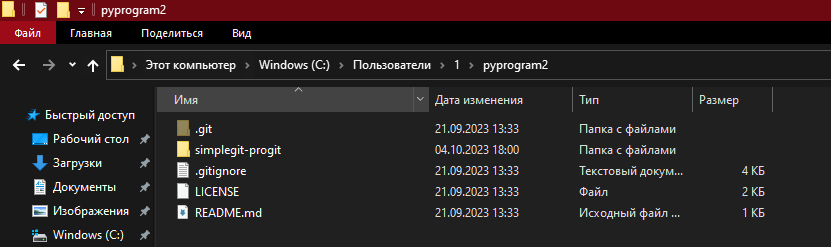 pyprogram2
Файл Главная Поделиться Вид
Этот компьютер Windows (C:) Пользователи 1 pyprogram2
Имя Дата изменения Тип Размер
Быстрый доступ
Рабочий стол
Загрузки
Документы
Изображения
Windows (C:)
.git 21.09.2023 13:33 Папка с файлами
simplegit-progit 04.10.2023 18:00 Папка с файлами
.gitignore 21.09.2023 13:33 Текстовый докум... 4 КБ
LICENSE 21.09.2023 13:33 Файл 2 КБ
README.md 21.09.2023 13:33 Исходный файл ... 1 КБ